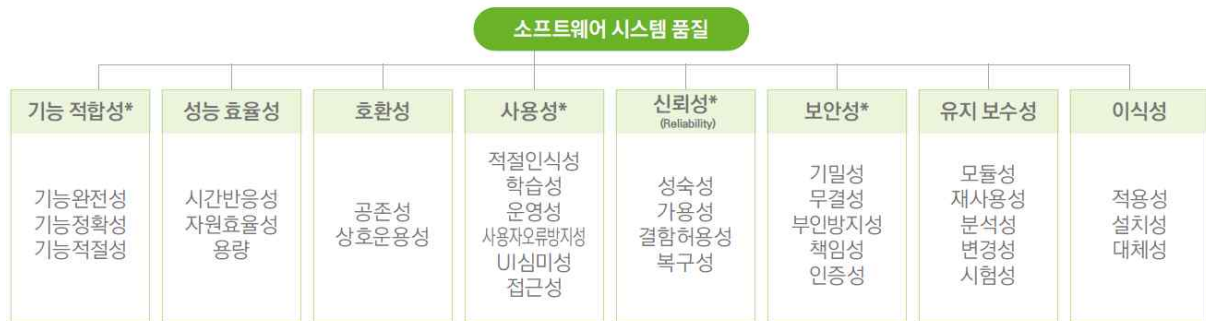 소프트웨어 시스템 품질
기능 적합성*
기능완전성
기능정확성
기능적절성
성능 효율성
시간반응성
자원효율성
용량
호환성
공존성
상호운용성
사용성*
적절인식성
학습성
운영성
사용자오류방지성
UI심미성
접근성
신뢰성*
(Reliability)
성숙성
가용성
결함허용성
복구성
보안성*
기밀성
무결성
부인방지성
책임성
인증성
유지 보수성
모듈성
재사용성
분석성
변경성
시험성
이식성
적용성
설치성
대체성